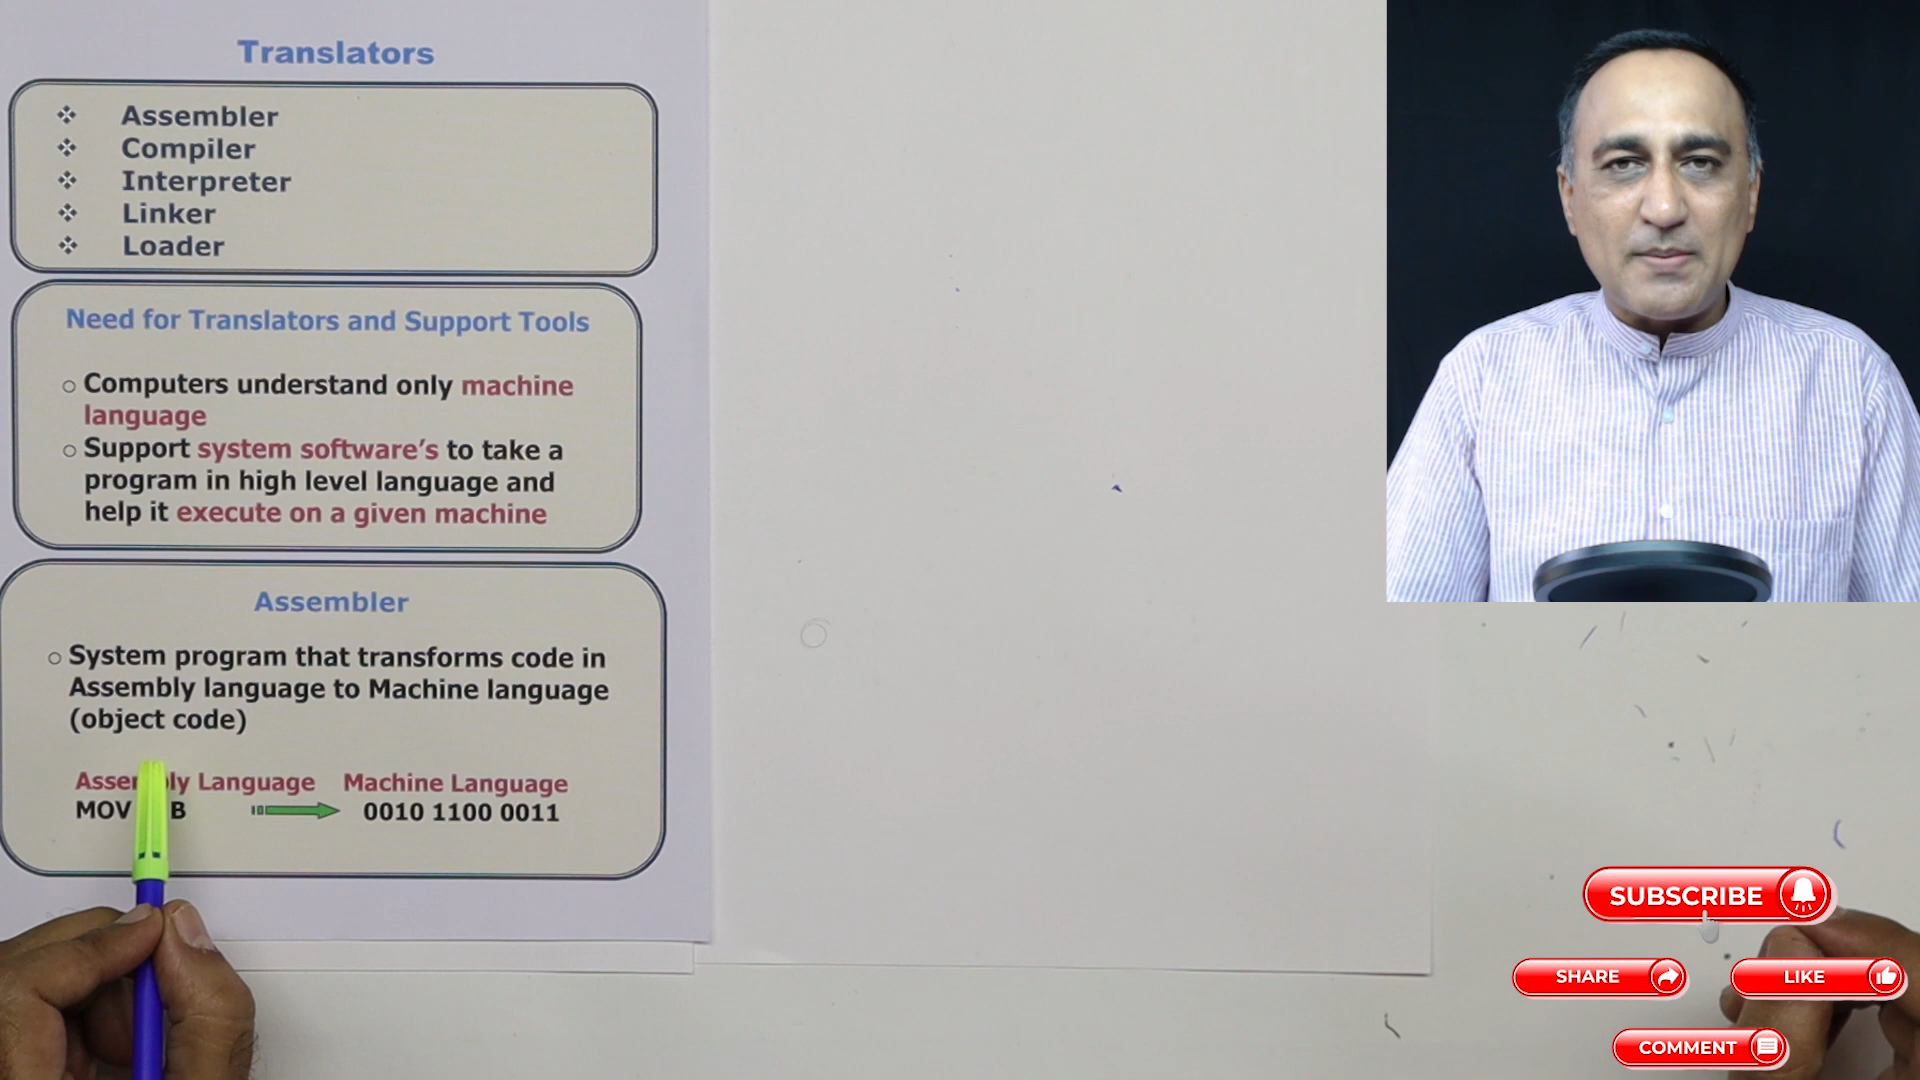 Translators
Assembler
Compiler
Interpreter
Linker
Loader
Need for Translators and Support Tools
Computers understand only machine
language
Support system software's to take a
program in high level language and
help it execute on a given machine
Assembler
System program that transforms code in
Assembly language to Machine language
(object code)
Assembly Language Machine Language
MOV B 0010 1100 0011
SUBSCRIBE
SHARE LIKE
COMMENT